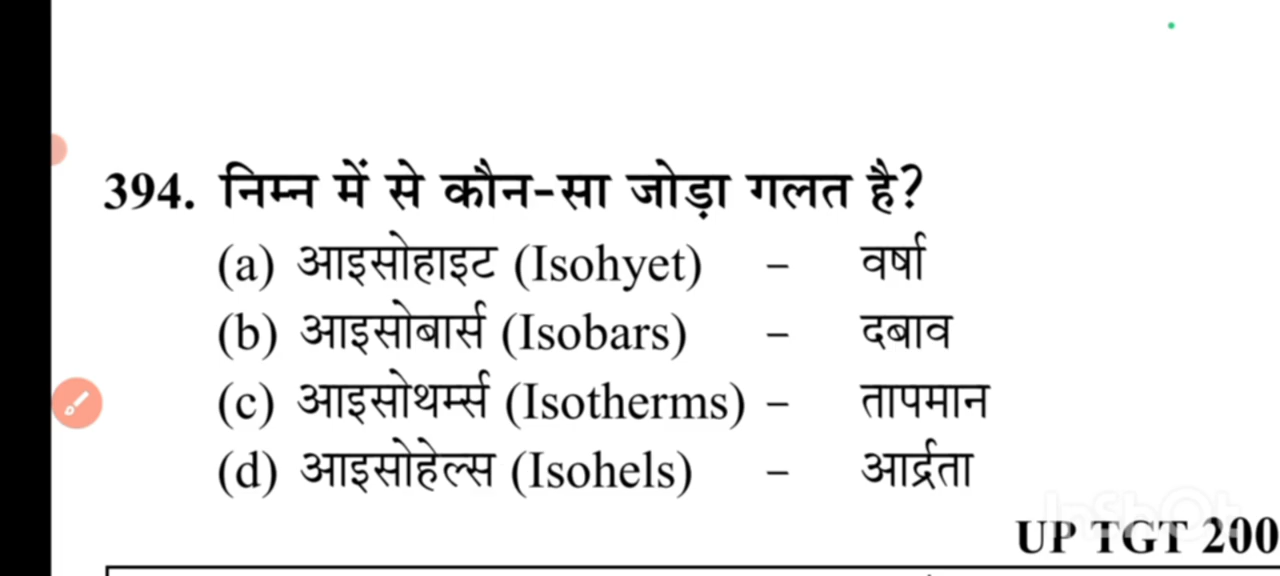 394. निम्न में से कौन-सा जोड़ा गलत है?
(a) आइसोहाइट (Isohyet) – वर्षा
(b) आइसोबार्स (Isobars) – दबाव
(c) आइसोथर्म्स (Isotherms) – तापमान
(d) आइसोहेल्स (Isohels) – आर्द्रता
InShOt
UP TGT 200